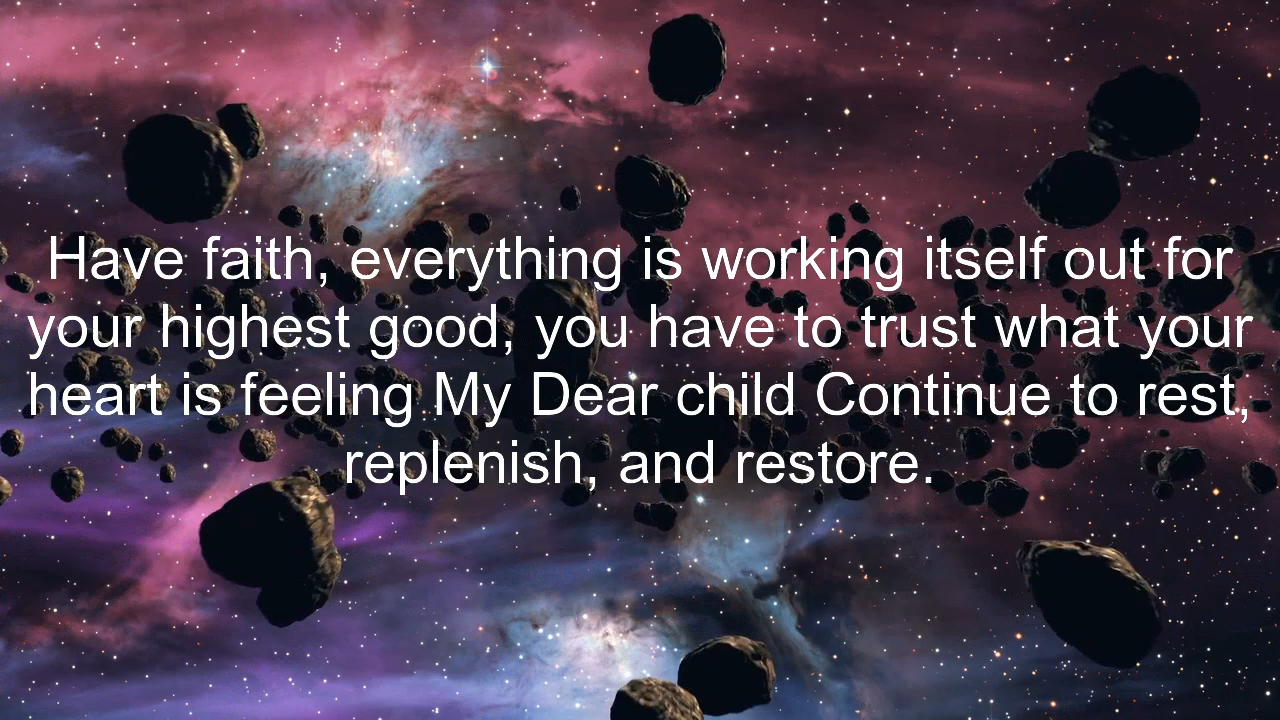 Have faith, everything is working itself out for
your highest good, you have to trust what your
heart is feeling My Dear child Continue to rest,
replenish, and restore.